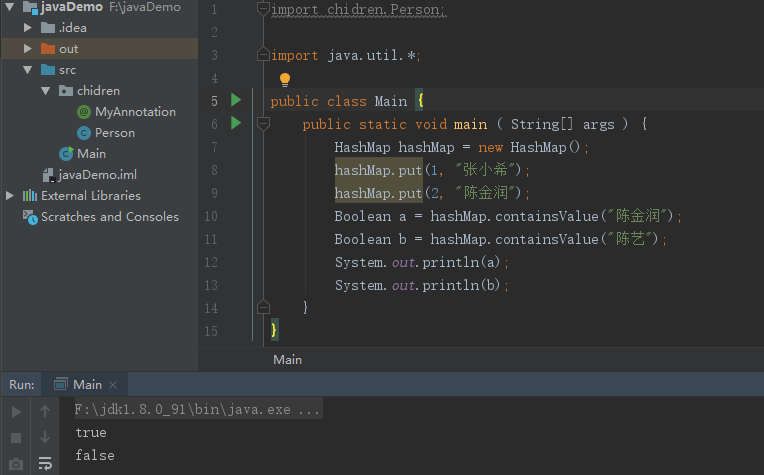 javaDemo F:\javaDemo
.idea
out
src
chidren
MyAnnotation
Person
Main
javaDemo.iml
External Libraries
Scratches and Consoles
1 import chidren.Person;
2
3 import java.util.*;
4
5 public class Main {
6 public static void main ( String[] args ) {
7 HashMap hashMap = new HashMap();
8 hashMap.put(1, "张小希");
9 hashMap.put(2, "陈金润");
10 Boolean a = hashMap.containsValue("陈金润");
11 Boolean b = hashMap.containsValue("陈艺");
12 System.out.println(a);
13 System.out.println(b);
14 }
15 }
Main
Run: Main
F:\jdk1.8.0_91\bin\java.exe ...
true
false